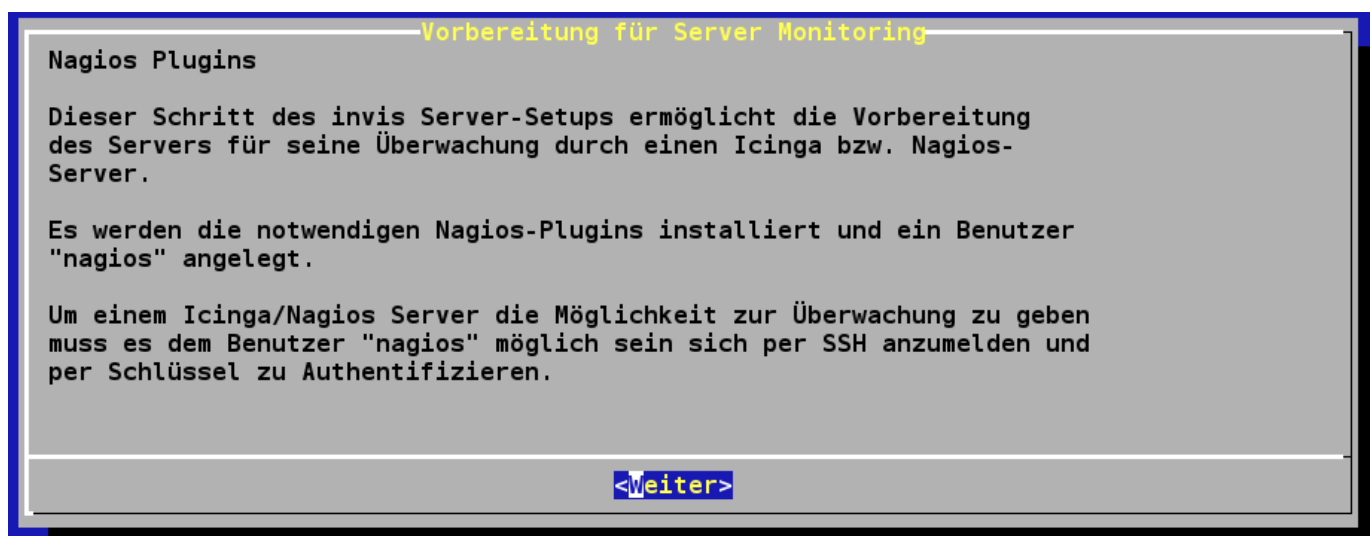 Vorbereitung für Server Monitoring
Nagios Plugins
Dieser Schritt des invis Server-Setups ermöglicht die Vorbereitung
des Servers für seine Überwachung durch einen Icinga bzw. Nagios-
Server.
Es werden die notwendigen Nagios-Plugins installiert und ein Benutzer
"nagios" angelegt.
Um einem Icinga/Nagios Server die Möglichkeit zur Überwachung zu geben
muss es dem Benutzer "nagios" möglich sein sich per SSH anzumelden und
per Schlüssel zu Authentifizieren.
<Weiter>